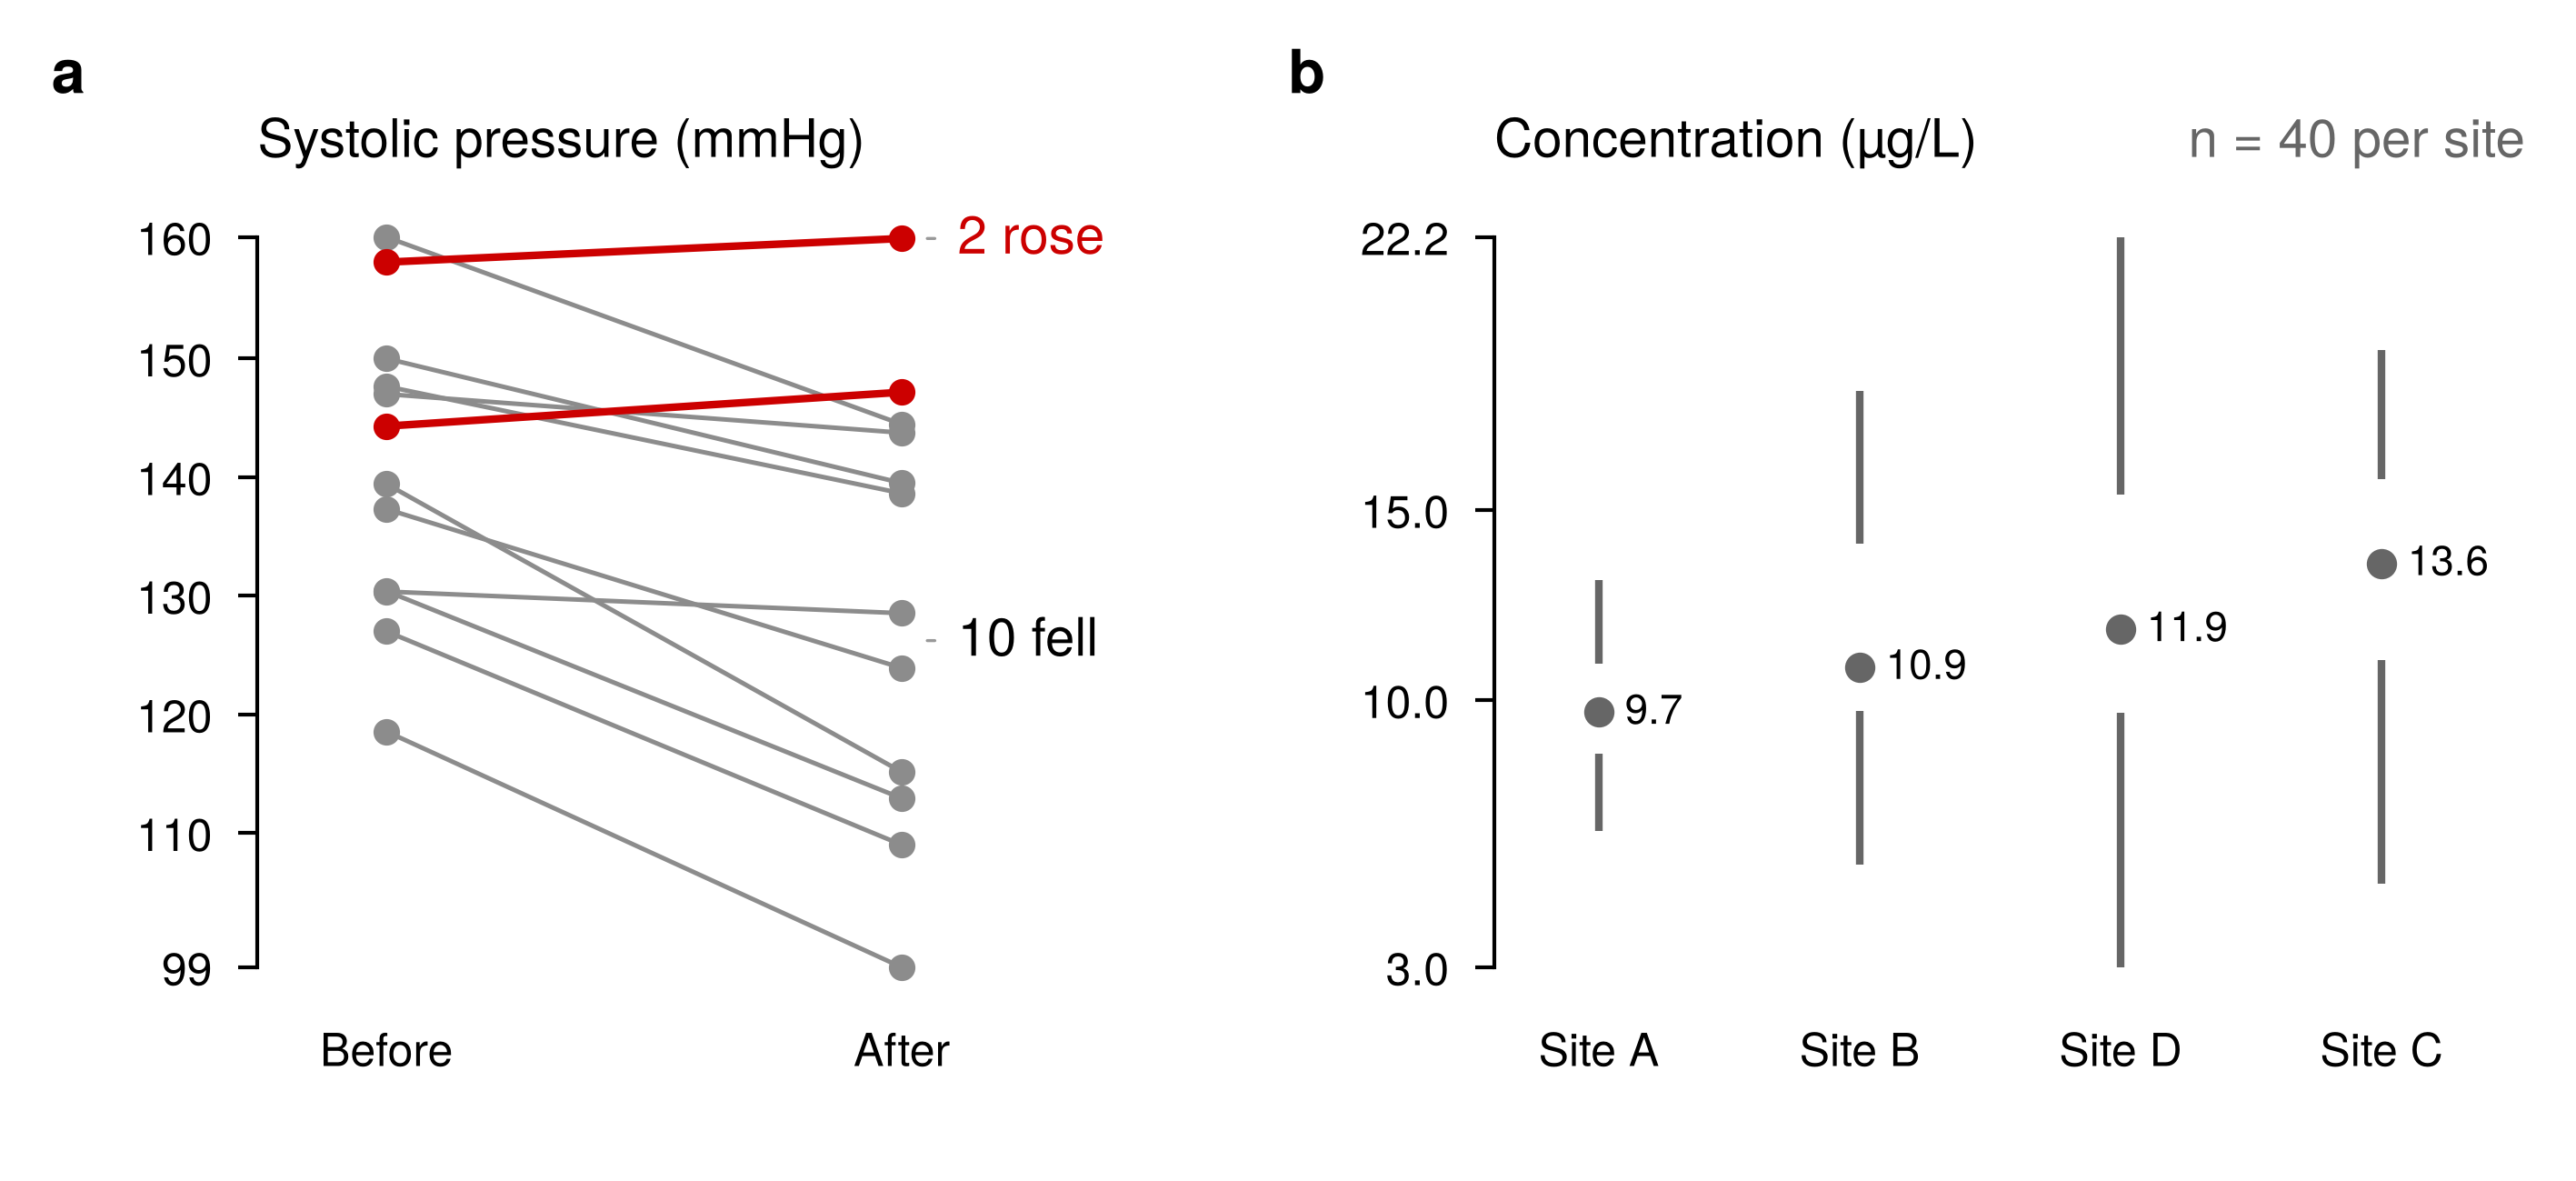 a
Systolic pressure (mmHg)
160
150
140
130
120
110
99
2 rose
10 fell
Before
After
b
Concentration (µg/L)
n = 40 per site
22.2
15.0
10.0
3.0
9.7
10.9
11.9
13.6
Site A
Site B
Site D
Site C